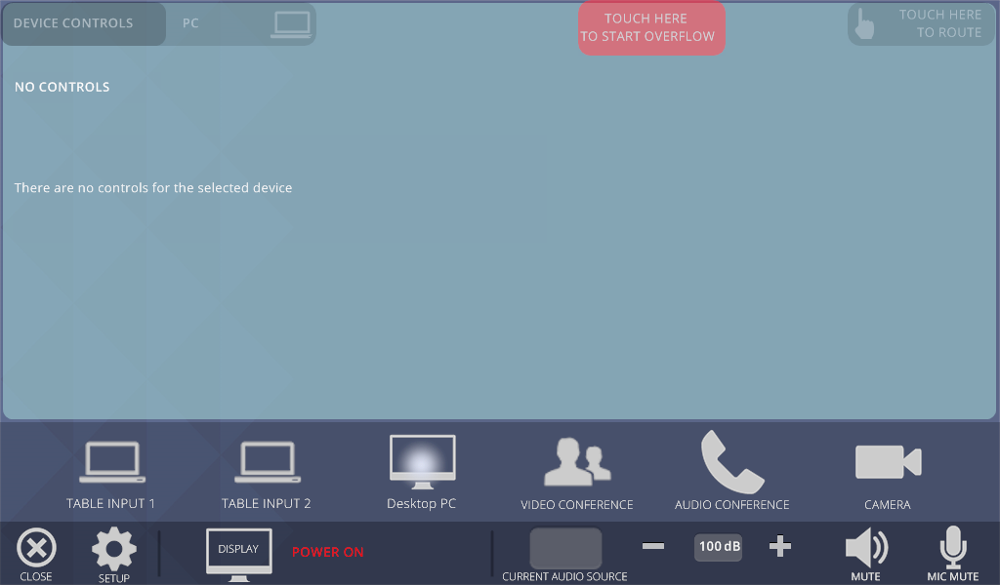 DEVICE CONTROLS
PC
TOUCH HERE
TO START OVERFLOW
TOUCH HERE
TO ROUTE
NO CONTROLS
There are no controls for the selected device
TABLE INPUT 1
TABLE INPUT 2
Desktop PC
VIDEO CONFERENCE
AUDIO CONFERENCE
CAMERA
CLOSE
SETUP
DISPLAY
POWER ON
CURRENT AUDIO SOURCE
100 dB
MUTE
MIC MUTE